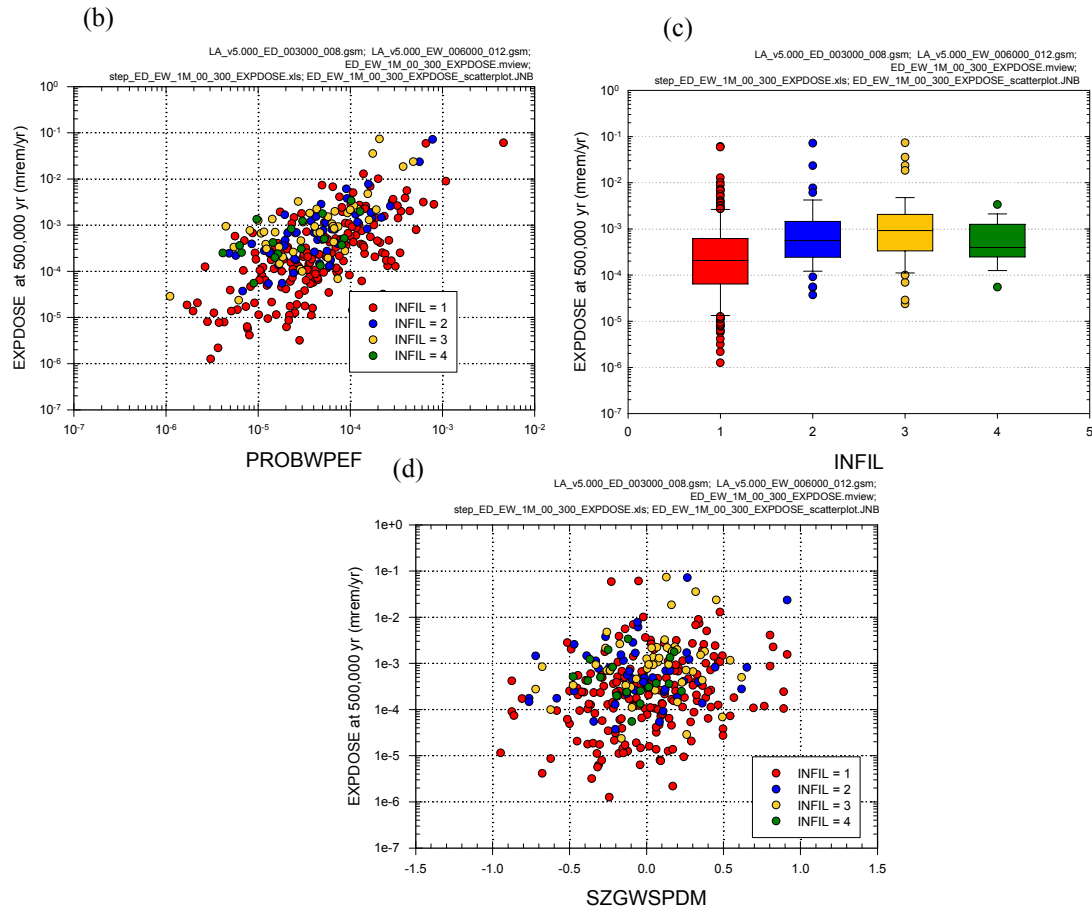 (b)
LA_v5.000_ED_003000_008.gsm; LA_v5.000_EW_006000_012.gsm;
ED_EW_1M_00_300_EXPDOSE.mview;
step_ED_EW_1M_00_300_EXPDOSE.xls; ED_EW_1M_00_300_EXPDOSE_scatterplot.JNB
EXPDOSE at 500,000 yr (mrem/yr)
10⁰
10⁻¹
10⁻²
10⁻³
10⁻⁴
10⁻⁵
10⁻⁶
10⁻⁷
INFIL = 1
INFIL = 2
INFIL = 3
INFIL = 4
10⁻⁷ 10⁻⁶ 10⁻⁵ 10⁻⁴ 10⁻³ 10⁻²
PROBWPEF
(c)
LA_v5.000_ED_003000_008.gsm; LA_v5.000_EW_006000_012.gsm;
ED_EW_1M_00_300_EXPDOSE.mview;
step_ED_EW_1M_00_300_EXPDOSE.xls; ED_EW_1M_00_300_EXPDOSE_scatterplot.JNB
EXPDOSE at 500,000 yr (mrem/yr)
10⁰
10⁻¹
10⁻²
10⁻³
10⁻⁴
10⁻⁵
10⁻⁶
10⁻⁷
0 1 2 3 4 5
INFIL
(d)
LA_v5.000_ED_003000_008.gsm; LA_v5.000_EW_006000_012.gsm;
ED_EW_1M_00_300_EXPDOSE.mview;
step_ED_EW_1M_00_300_EXPDOSE.xls; ED_EW_1M_00_300_EXPDOSE_scatterplot.JNB
EXPDOSE at 500,000 yr (mrem/yr)
1e+0
1e-1
1e-2
1e-3
1e-4
1e-5
1e-6
1e-7
INFIL = 1
INFIL = 2
INFIL = 3
INFIL = 4
-1.5 -1.0 -0.5 0.0 0.5 1.0 1.5
SZGWSPDM